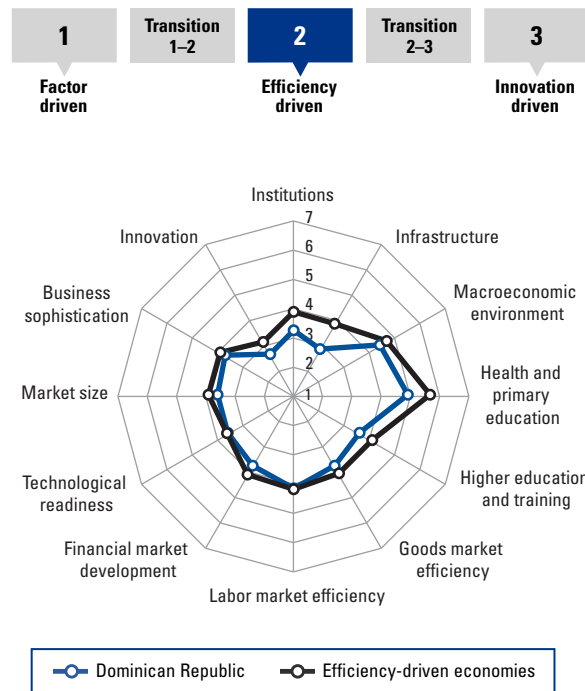 1
Transition
1–2
2
Transition
2–3
3
Factor
driven
Efficiency
driven
Innovation
driven
Institutions
7
6
5
4
3
2
1
Infrastructure
Macroeconomic
environment
Health and
primary
education
Higher education
and training
Goods market
efficiency
Labor market efficiency
Financial market
development
Technological
readiness
Market size
Business
sophistication
Innovation
Dominican Republic
Efficiency-driven economies